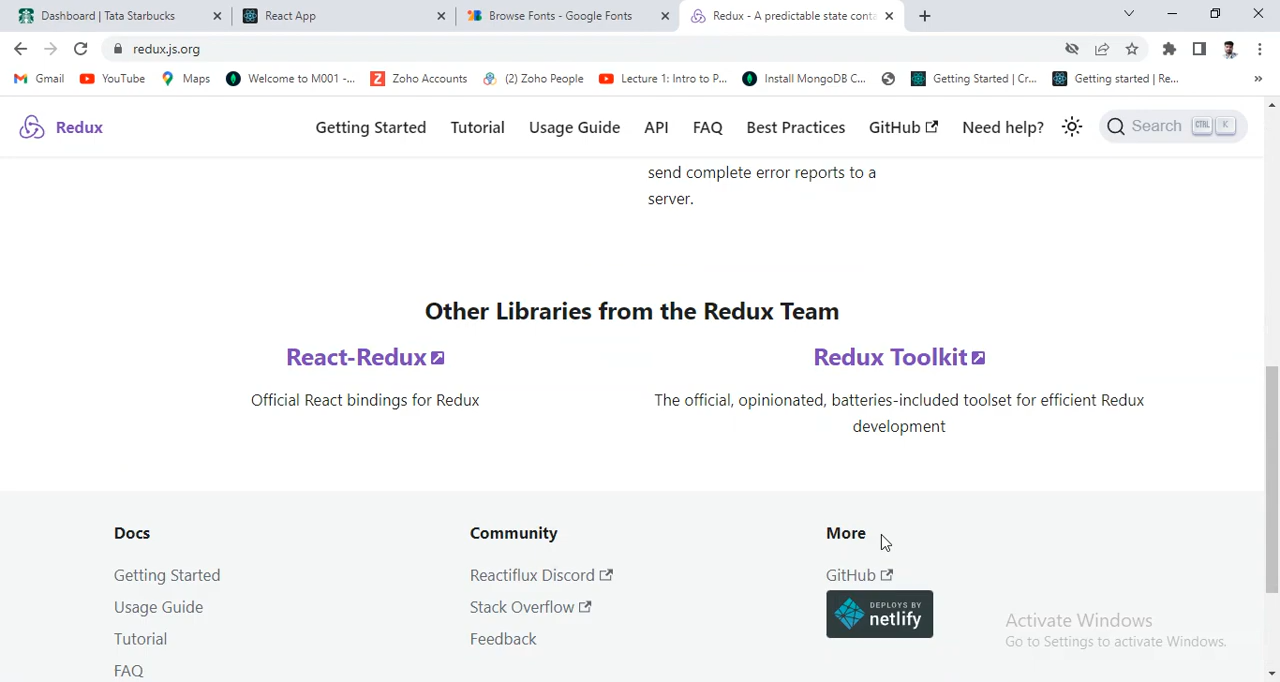 Dashboard | Tata Starbucks
React App
Browse Fonts - Google Fonts
Redux - A predictable state conta
redux.js.org
Gmail
YouTube
Maps
Welcome to M001 -...
Zoho Accounts
(2) Zoho People
Lecture 1: Intro to P...
Install MongoDB C...
Getting Started | Cr...
Getting started | Re...
»
Redux
Getting Started
Tutorial
Usage Guide
API
FAQ
Best Practices
GitHub
Need help?
Search CTRL K
send complete error reports to a
server.
Other Libraries from the Redux Team
React-Redux
Redux Toolkit
Official React bindings for Redux
The official, opinionated, batteries-included toolset for efficient Redux
development
Docs
Community
More
Getting Started
Reactiflux Discord
GitHub
Usage Guide
Stack Overflow
DEPLOYS BY
netlify
Tutorial
Feedback
FAQ
Activate Windows
Go to Settings to activate Windows.